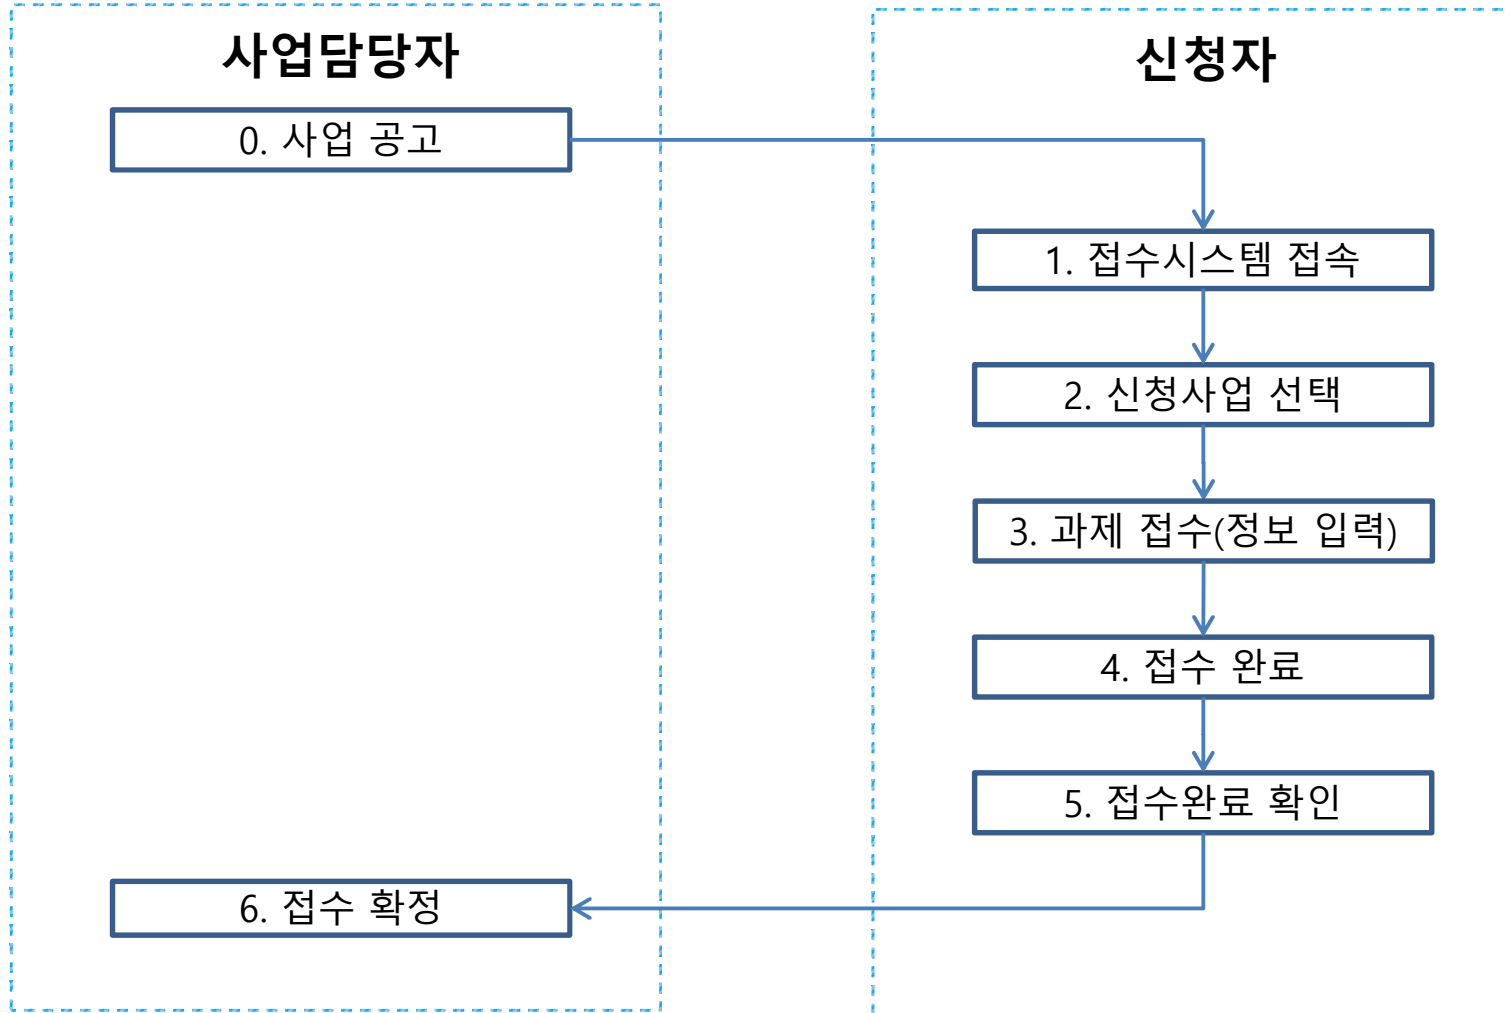 사업담당자
신청자
0. 사업 공고
1. 접수시스템 접속
2. 신청사업 선택
3. 과제 접수(정보 입력)
4. 접수 완료
5. 접수완료 확인
6. 접수 확정